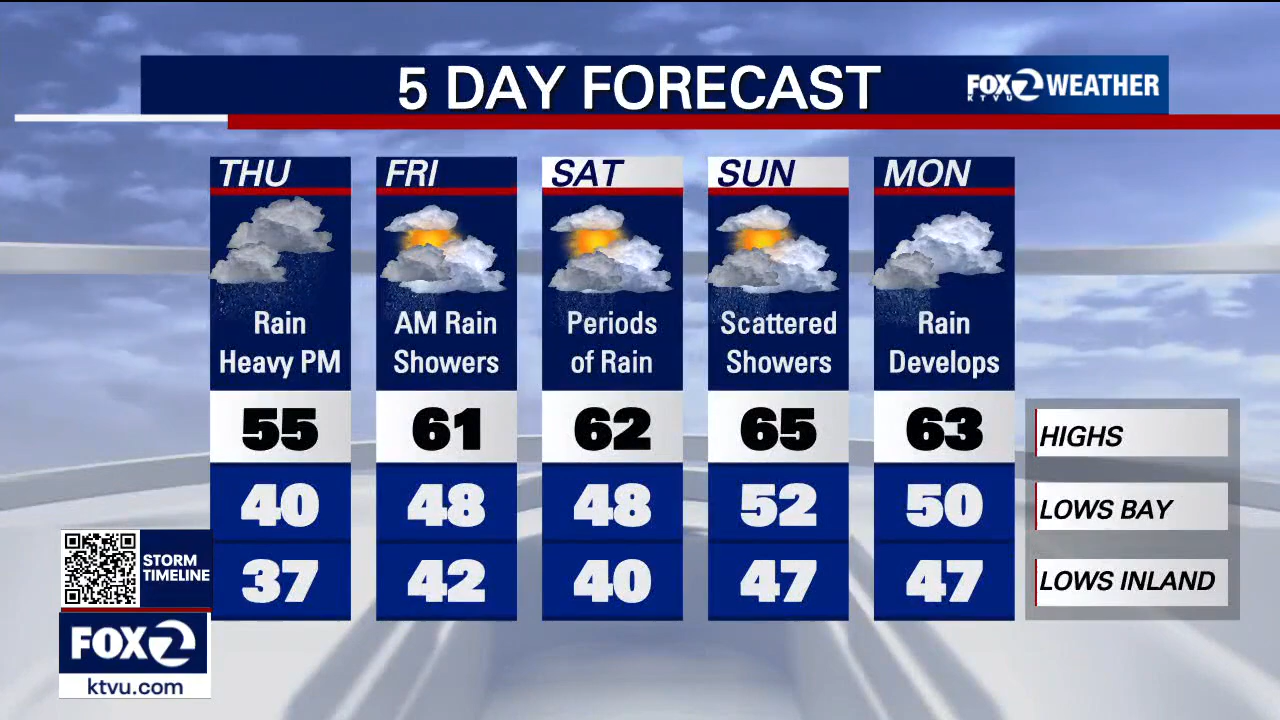 5 DAY FORECAST
FOX 2 WEATHER
KTVU
THU
FRI
SAT
SUN
MON
Rain
Heavy PM
AM Rain
Showers
Periods
of Rain
Scattered
Showers
Rain
Develops
55 61 62 65 63 HIGHS
40 48 48 52 50 LOWS BAY
37 42 40 47 47 LOWS INLAND
STORM
TIMELINE
FOX 2
ktvu.com